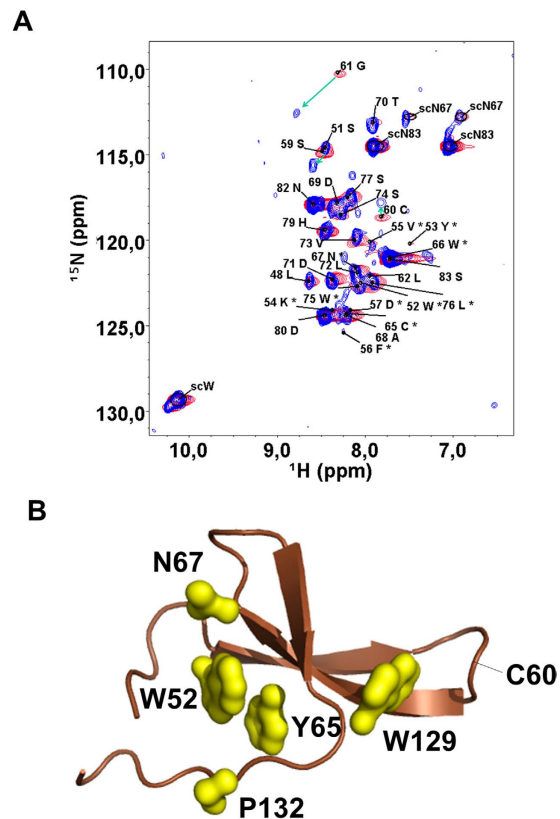 A
110,0
115,0
120,0
125,0
130,0
¹⁵N (ppm)
10,0 9,0 8,0 7,0
¹H (ppm)
61 G
70 T
scN67
scN67
51 S
59 S
scN83
scN83
82 N
69 D
77 S
74 S
60 C
79 H
73 V
55 V *
53 Y *
66 W *
67 N
71 D
72 L
48 L
62 L
83 S
54 K *
75 W *
57 D *
52 W *
76 L *
65 C *
80 D
68 A
56 F *
scW
B
N67
W52
Y65
C60
W129
P132